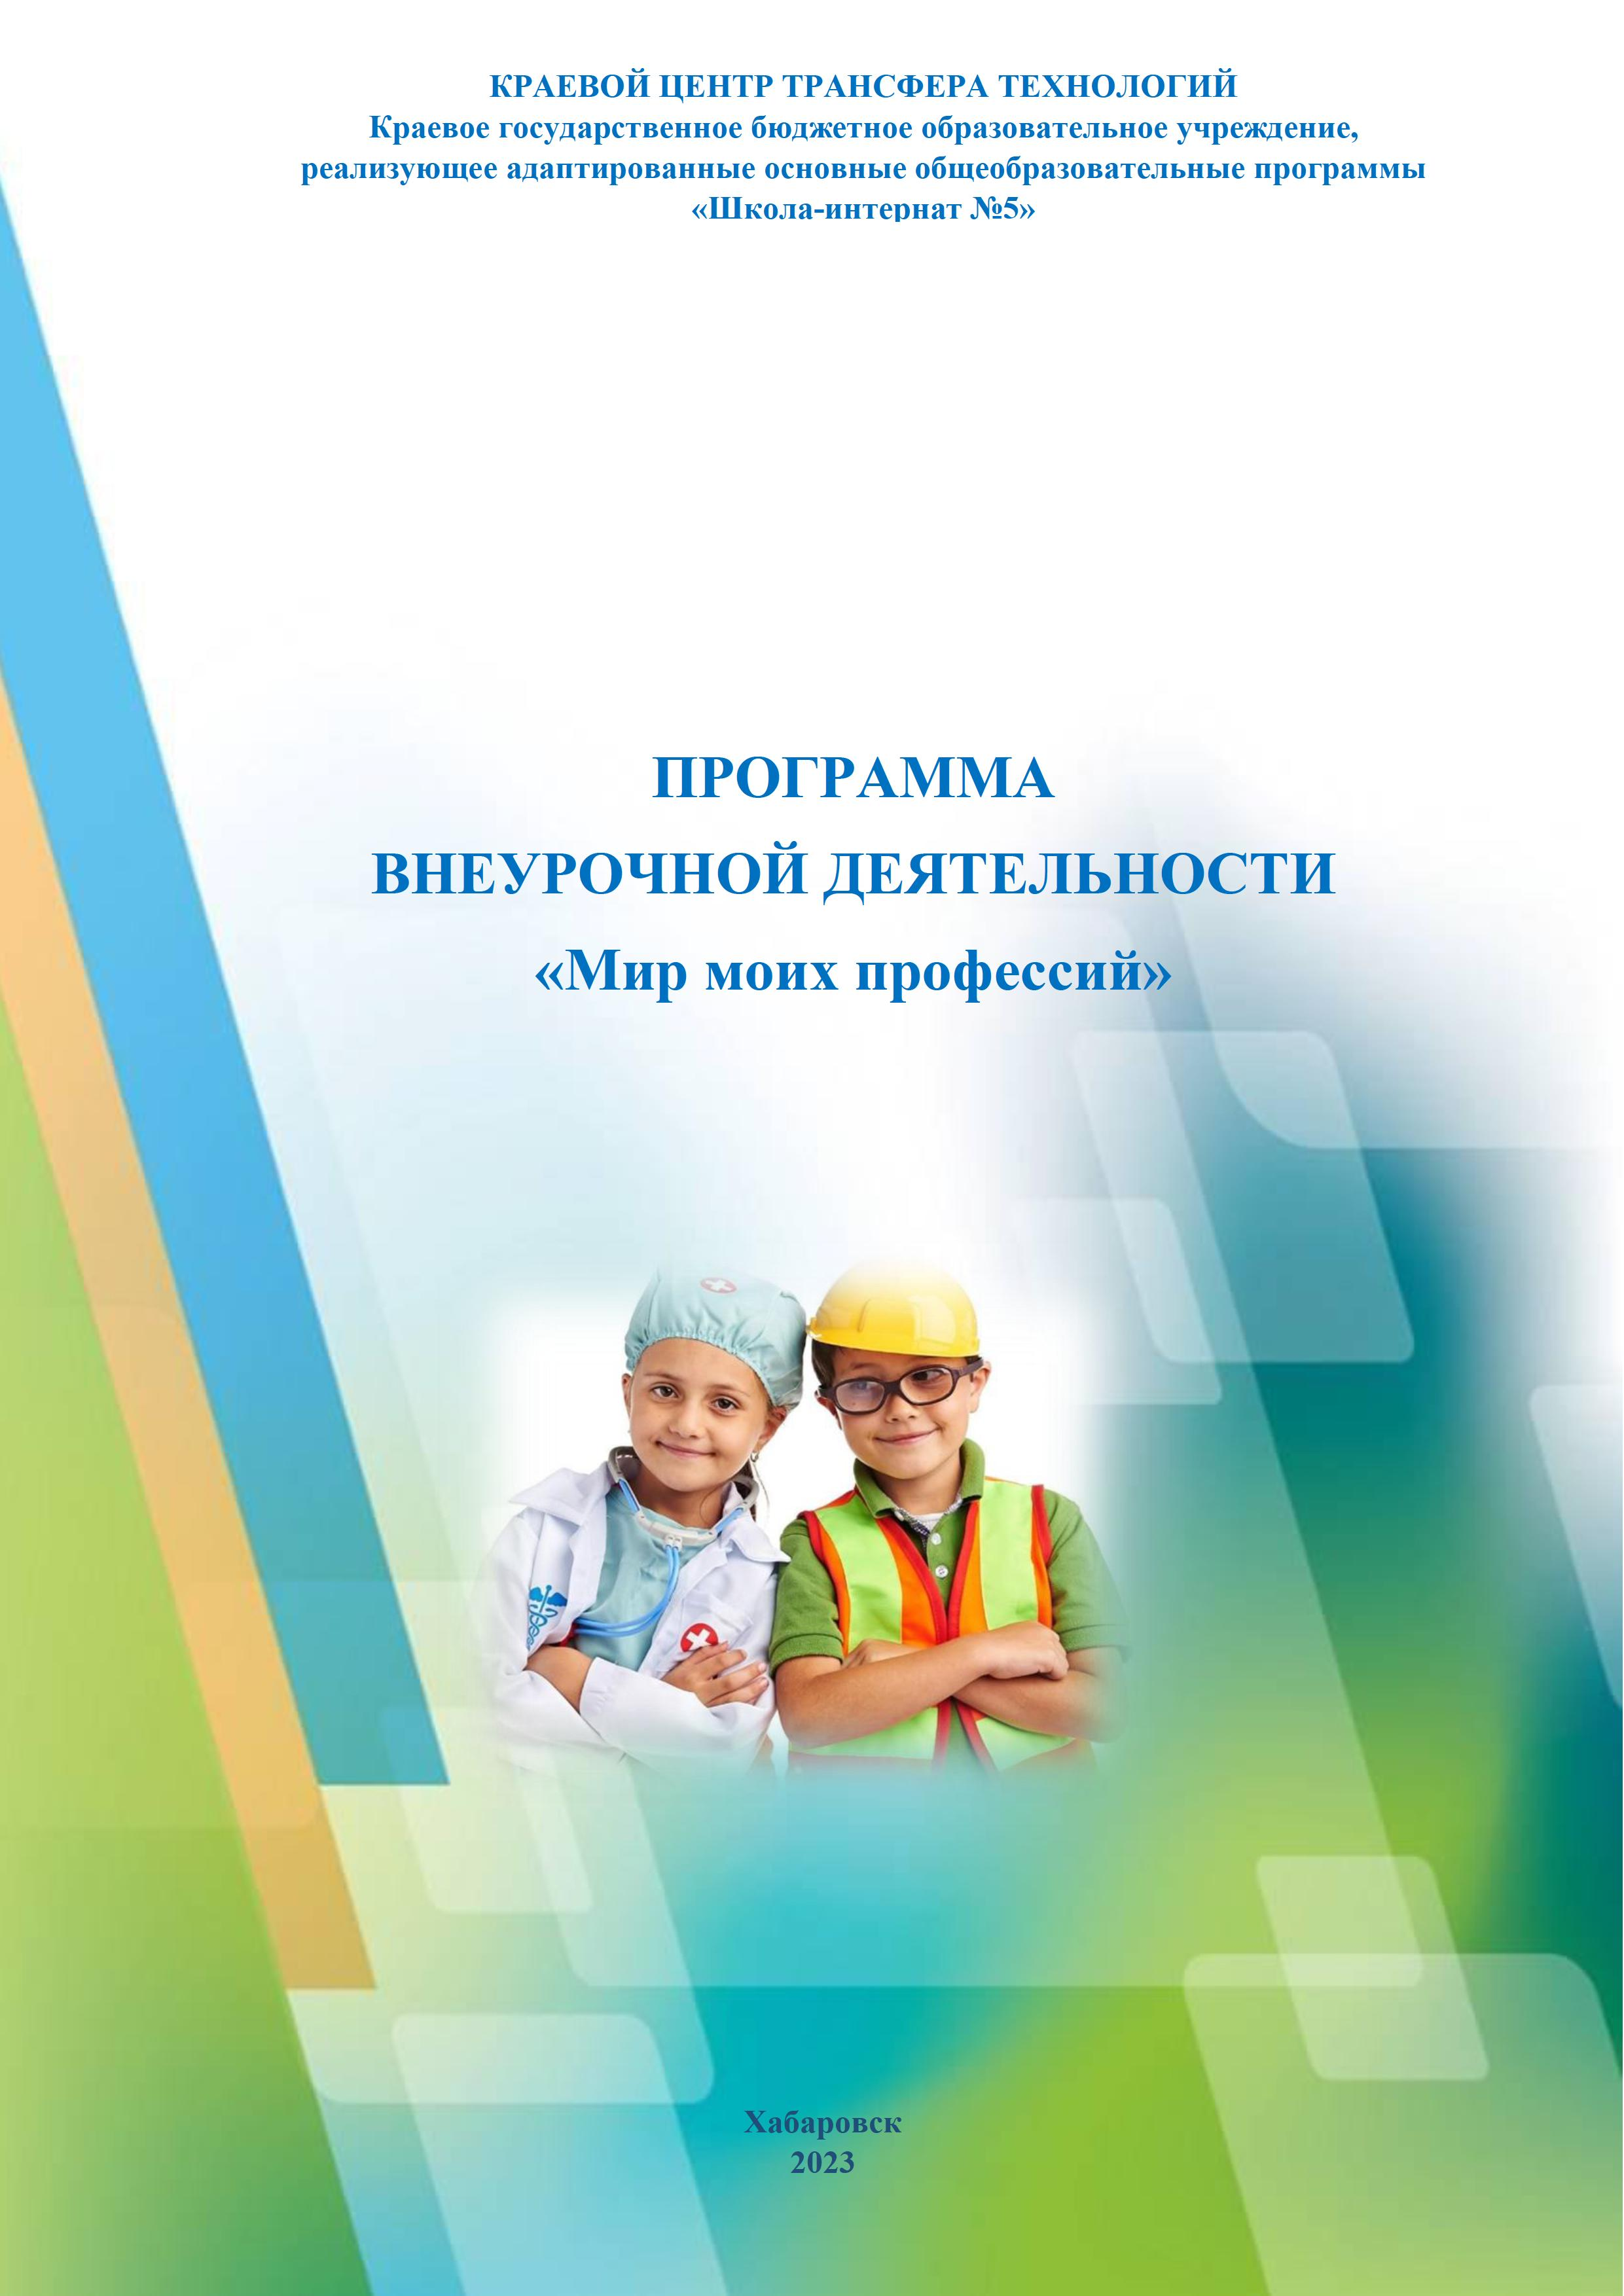 КРАЕВОЙ ЦЕНТР ТРАНСФЕРА ТЕХНОЛОГИЙ
Краевое государственное бюджетное образовательное учреждение,
реализующее адаптированные основные общеобразовательные программы
«Школа-интернат №5»
ПРОГРАММА
ВНЕУРОЧНОЙ ДЕЯТЕЛЬНОСТИ
«Мир моих профессий»
Хабаровск
2023